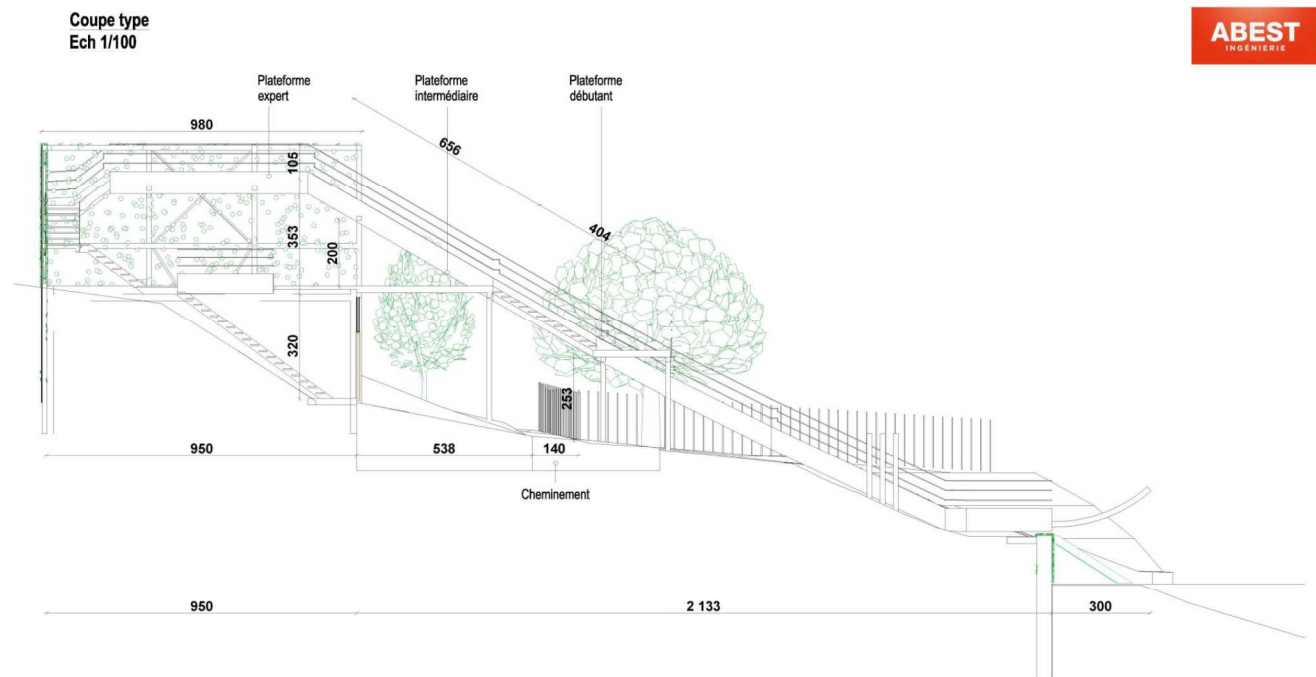 Coupe type
Ech 1/100
ABEST
INGÉNIERIE
Plateforme
expert
Plateforme
intermédiaire
Plateforme
débutant
980
656
105
404
353
200
320
253
950
538
140
Cheminement
950
2 133
300